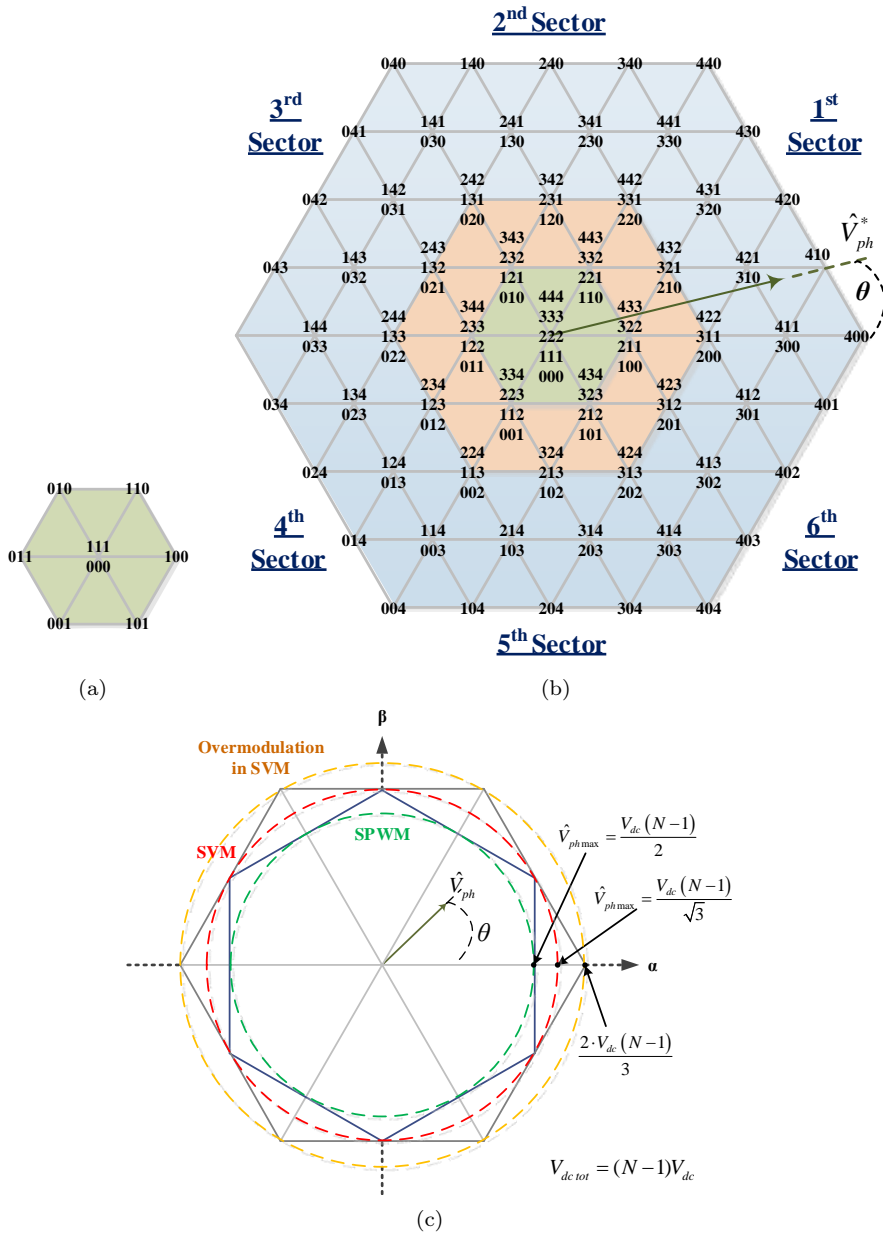 2nd Sector
040 140 240 340 440
3rd Sector
1st Sector
041 141 241 341 441 430
030 130 230 330
042 142 242 342 442 431 420
031 131 231 331 320
020 120 220
V̂*ph
043 143 243 343 443 432 421 410
032 132 232 332 321 310
021 121 221 210
010 110
θ
144 244 344 444 433 422 411 400
033 133 233 333 322 311 300
022 122 222 211 200
011 111 100
000
034 134 234 334 434 423 412 401
023 123 223 323 312 301
012 112 212 201
001 101
024 124 224 324 424 413 402
013 113 213 313 302
002 102 202
4th Sector
6th Sector
014 114 214 314 414 403
003 103 203 303
004 104 204 304 404
5th Sector
010 110
011 111 100
000
001 101
(a)
(b)
β
Overmodulation
in SVM
SVM
SPWM
V̂ph
θ
α
V̂ph max = Vdc (N−1) / 2
V̂ph max = Vdc (N−1) / √3
2·Vdc (N−1) / 3
Vdc tot = (N−1)Vdc
(c)